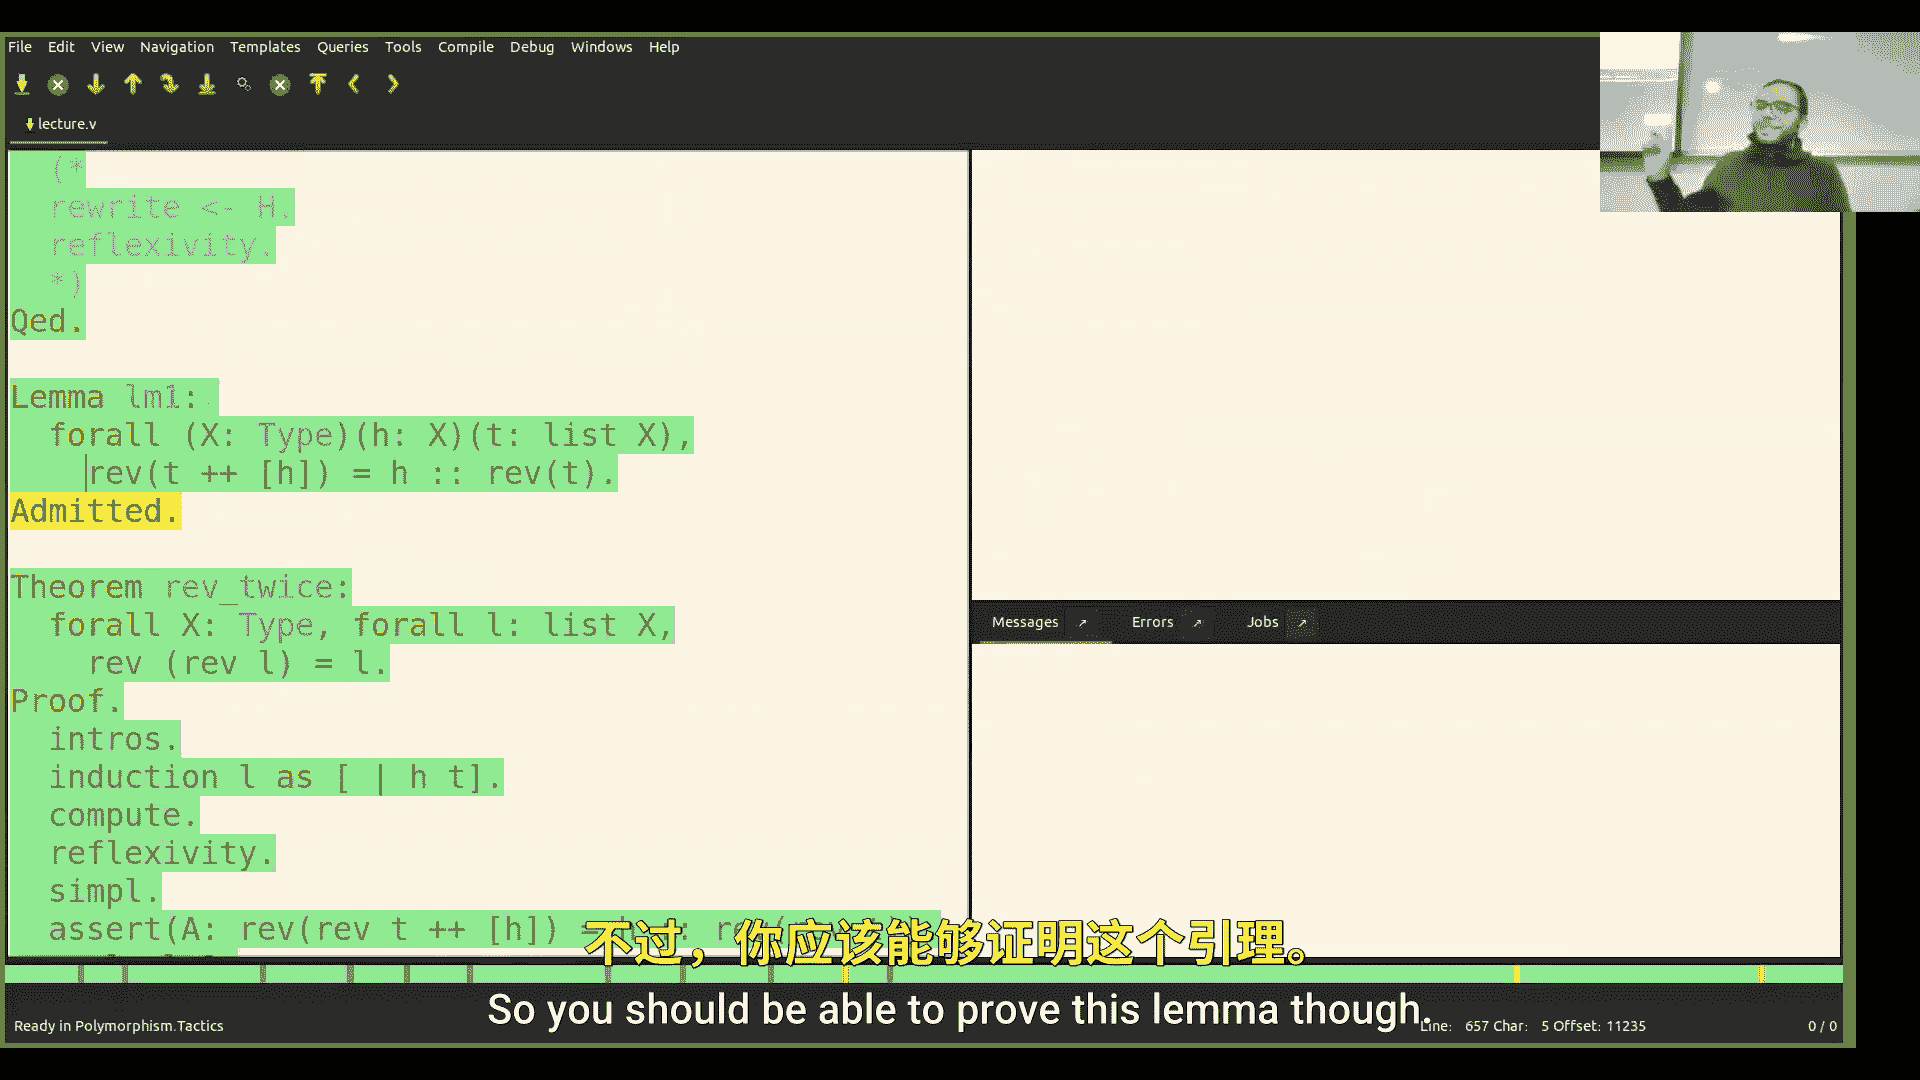 File Edit View Navigation Templates Queries Tools Compile Debug Windows Help
lecture.v
(*
rewrite <- H.
reflexivity.
*)
Qed.
Lemma lm1:
forall (X: Type)(h: X)(t: list X),
rev(t ++ [h]) = h :: rev(t).
Admitted.
Theorem rev_twice:
forall X: Type, forall l: list X,
rev (rev l) = l.
Proof.
intros.
induction l as [ | h t].
compute.
reflexivity.
simpl.
assert(A: rev(rev t ++ [h]) =
Messages Errors Jobs
不过，你应该能够证明这个引理。
So you should be able to prove this lemma though.
Ready in Polymorphism.Tactics
Line: 657 Char: 5 Offset: 11235
0 / 0